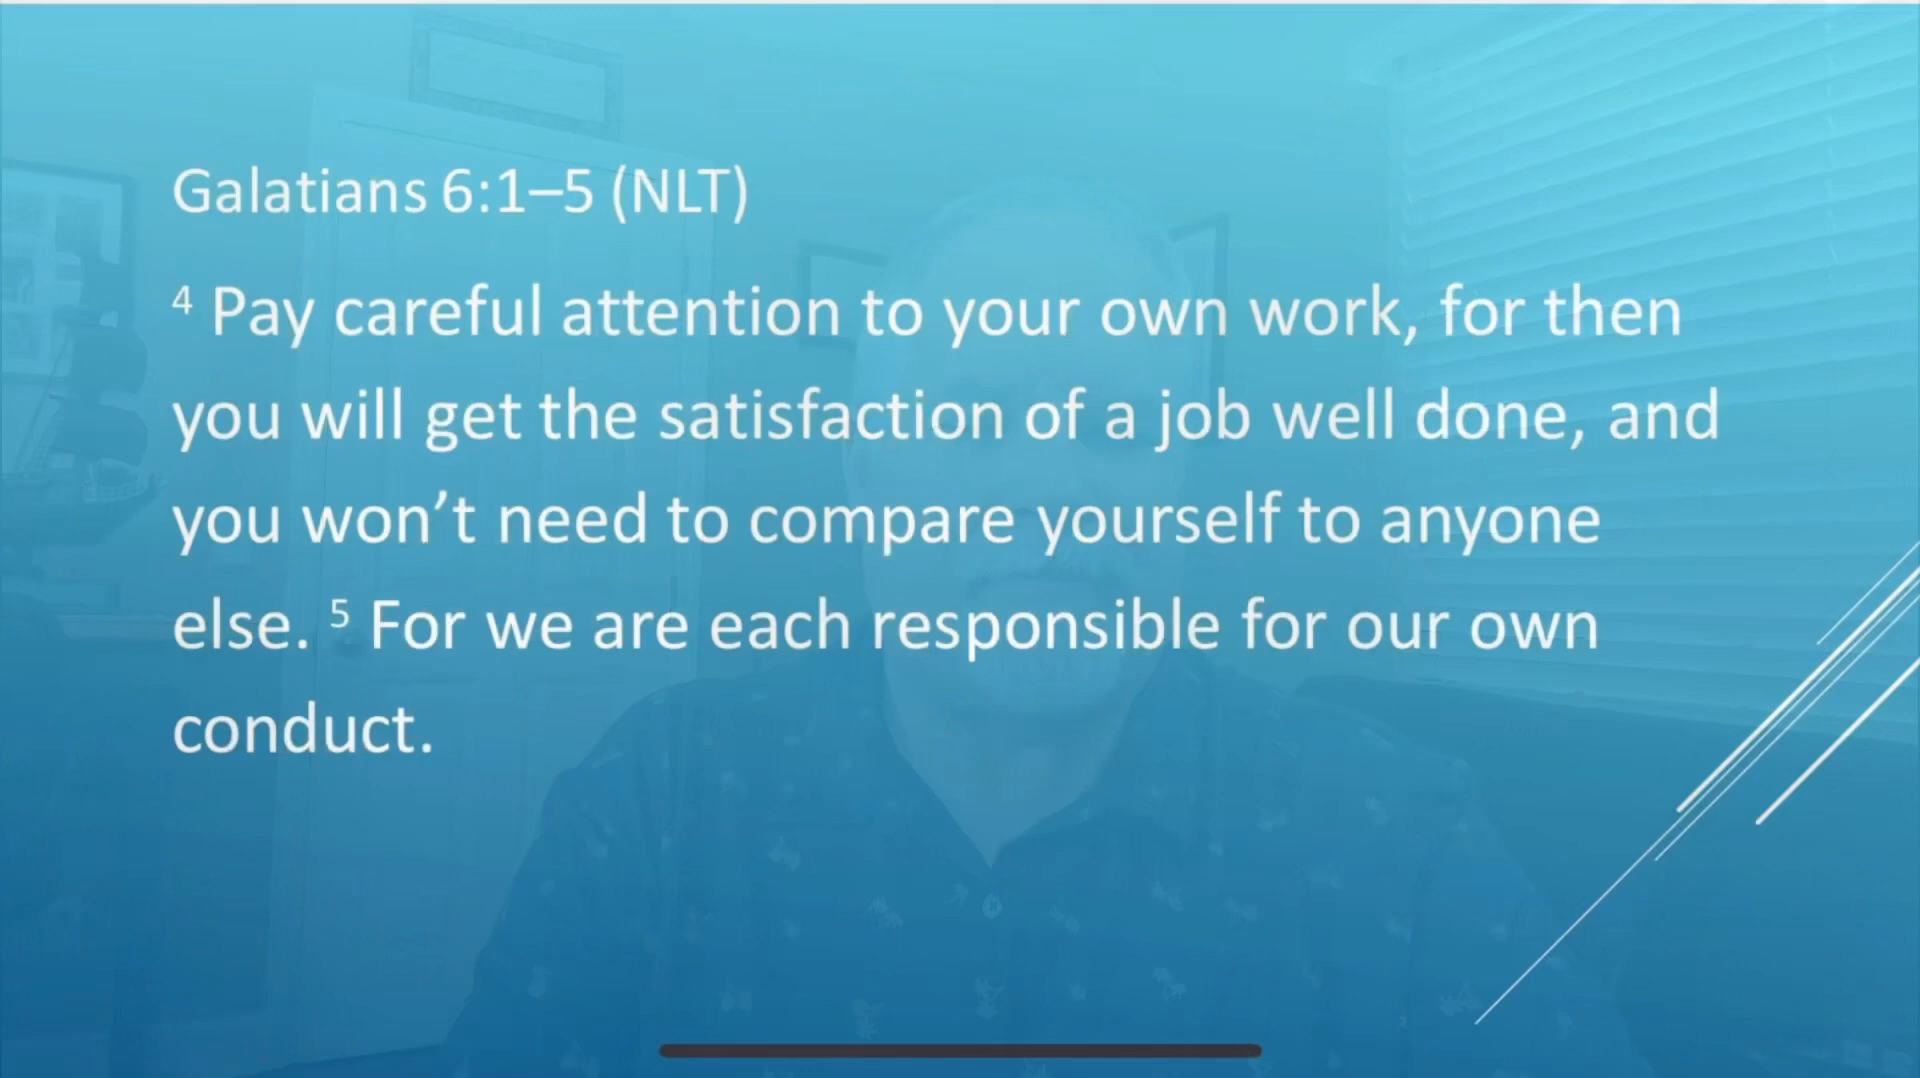 Galatians 6:1–5 (NLT)
4 Pay careful attention to your own work, for then
you will get the satisfaction of a job well done, and
you won’t need to compare yourself to anyone
else. 5 For we are each responsible for our own
conduct.